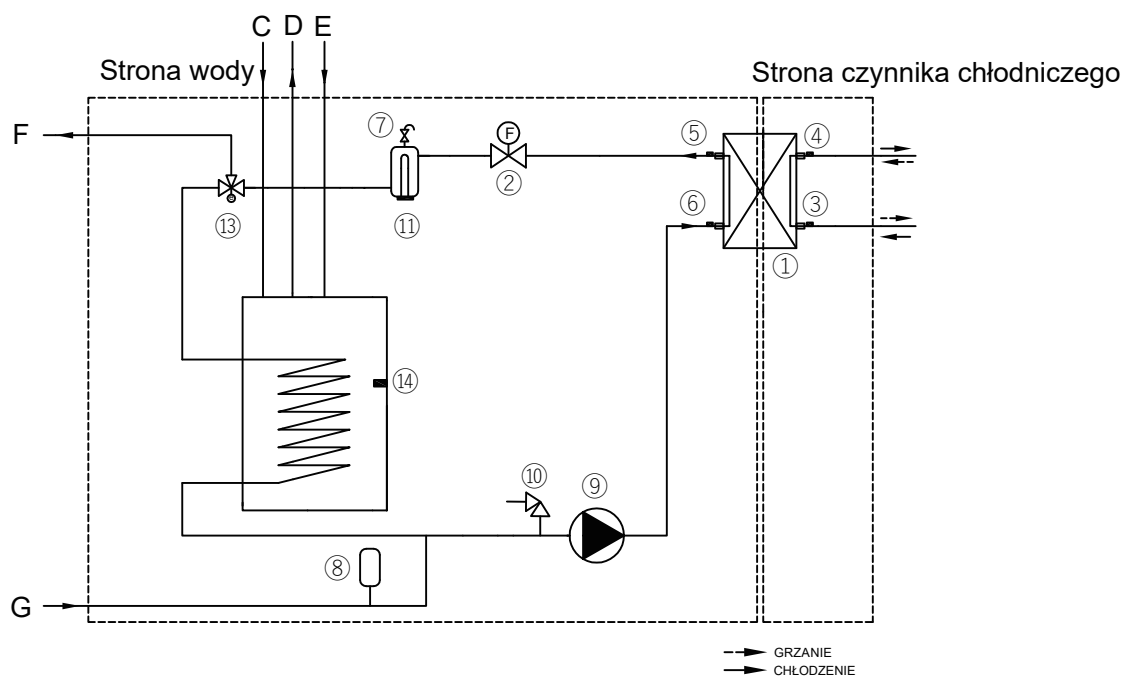 C D E
Strona wody
Strona czynnika chłodniczego
F
⑦
F
⑤
④
②
⑬
⑪
⑥
③
①
⑭
⑩
⑨
⑧
G
GRZANIE
CHŁODZENIE